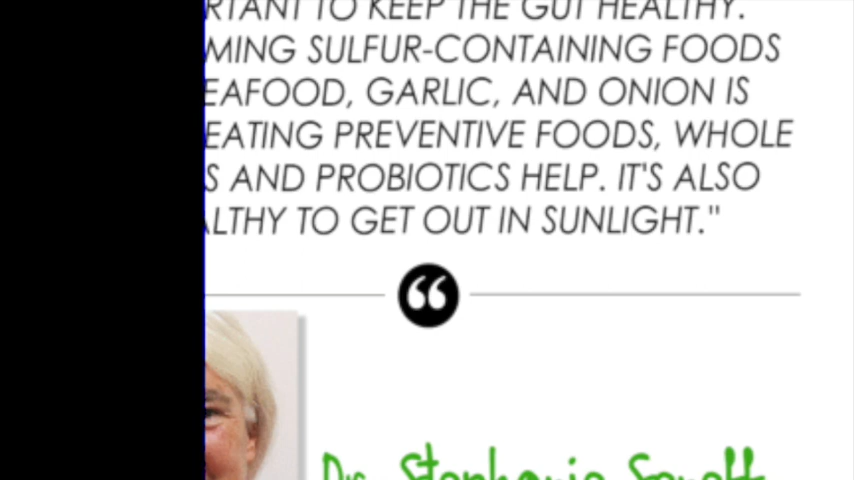 RTANT TO KEEP THE GUT HEALTHY.
MING SULFUR-CONTAINING FOODS
EAFOOD, GARLIC, AND ONION IS
EATING PREVENTIVE FOODS, WHOLE
S AND PROBIOTICS HELP. IT'S ALSO
ALTHY TO GET OUT IN SUNLIGHT."
Dr. Stephanie Seneff